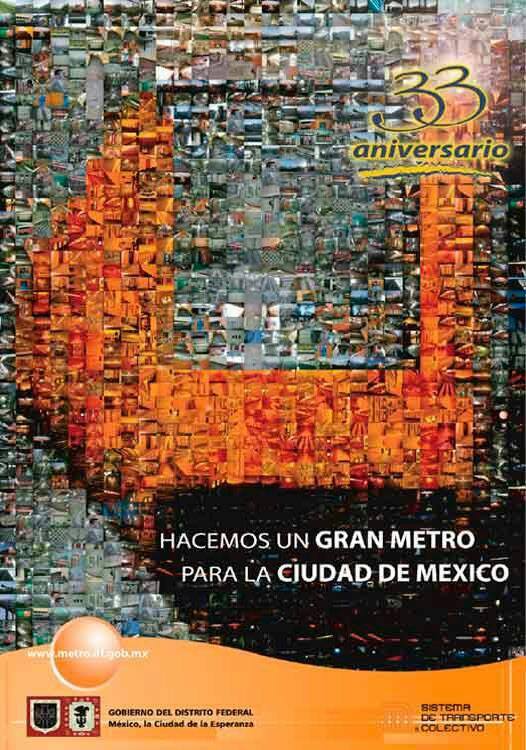 33
aniversario
HACEMOS UN GRAN METRO
PARA LA CIUDAD DE MEXICO
www.metro.df.gob.mx
GOBIERNO DEL DISTRITO FEDERAL
México, la Ciudad de la Esperanza
SISTEMA
DE TRANSPORTE
COLECTIVO